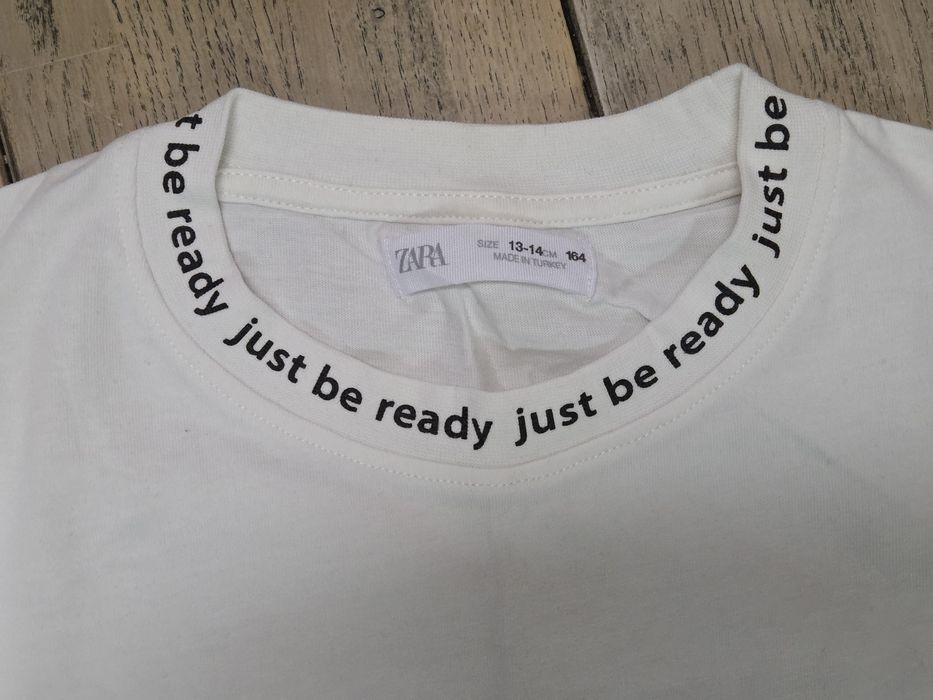 t be ready just be ready just be ready just be
ZARA
SIZE 13-14 CM 164
MADE IN TURKEY